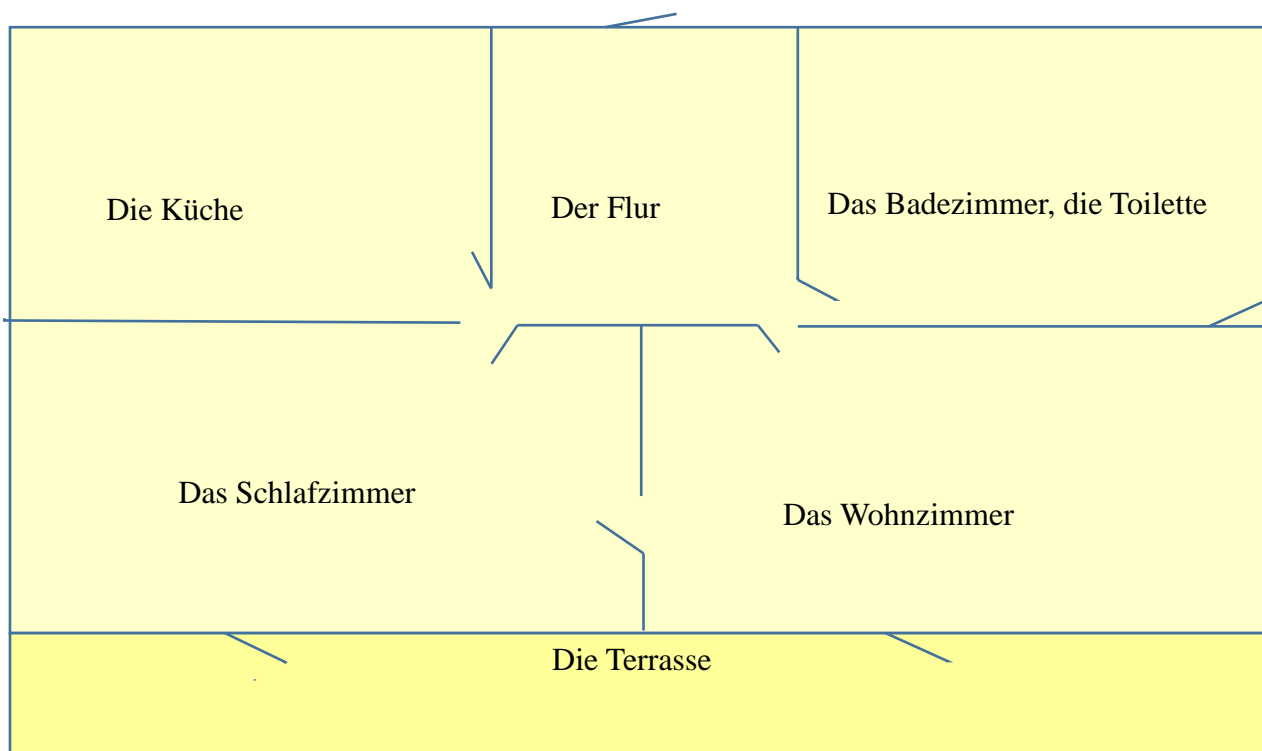 Die Küche
Der Flur
Das Badezimmer, die Toilette
Das Schlafzimmer
Das Wohnzimmer
Die Terrasse